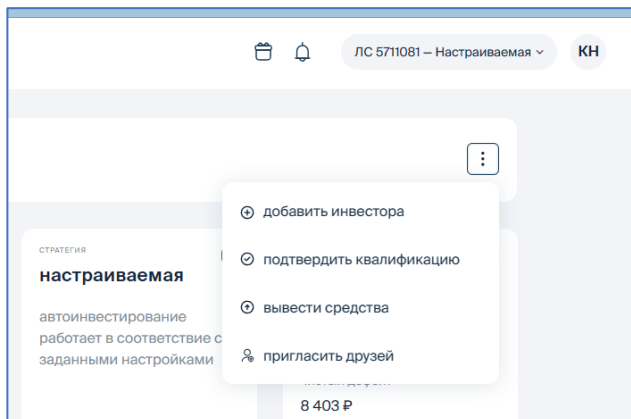 ЛС 5711081 – Настраиваемая
КН
добавить инвестора
подтвердить квалификацию
вывести средства
пригласить друзей
СТРАТЕГИЯ
настраиваемая
автоинвестирование
работает в соответствие с
заданными настройками
8 403 ₽